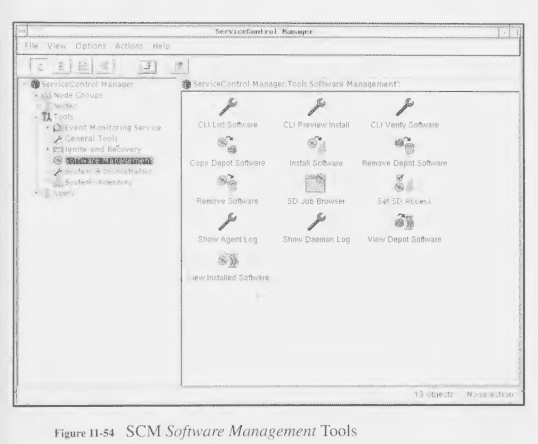 ServiceControl Manager
File View Options Actions Help
ServiceControl Manager
Node Groups
Nodes
Tools
Event Monitoring Service
General Tools
Ignite and Recovery
Software Management
System Administration
System Inventory
Users
ServiceControl Manager:Tools:Software Management:
CLI List Software CLI Preview Install CLI Verify Software
Copy Depot Software Install Software Remove Depot Software
Remove Software SD Job Browser Set SD Access
Show Agent Log Show Daemon Log View Depot Software
View Installed Software
13 Objects No selection
Figure 11-54 SCM Software Management Tools